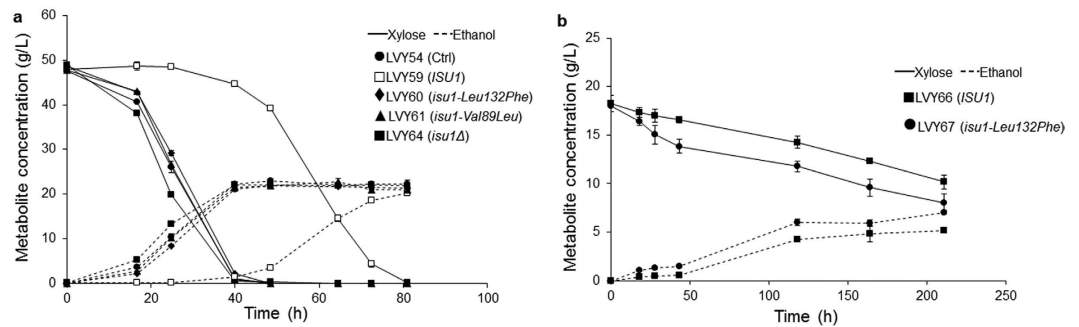 a
Metabolite concentration (g/L)
60
50
40
30
20
10
0
0 20 40 60 80 100
Time (h)
Xylose Ethanol
LVY54 (Ctrl)
LVY59 (ISU1)
LVY60 (isu1-Leu132Phe)
LVY61 (isu1-Val89Leu)
LVY64 (isu1Δ)
b
Metabolite concentration (g/L)
25
20
15
10
5
0
0 50 100 150 200 250
Time (h)
Xylose Ethanol
LVY66 (ISU1)
LVY67 (isu1-Leu132Phe)